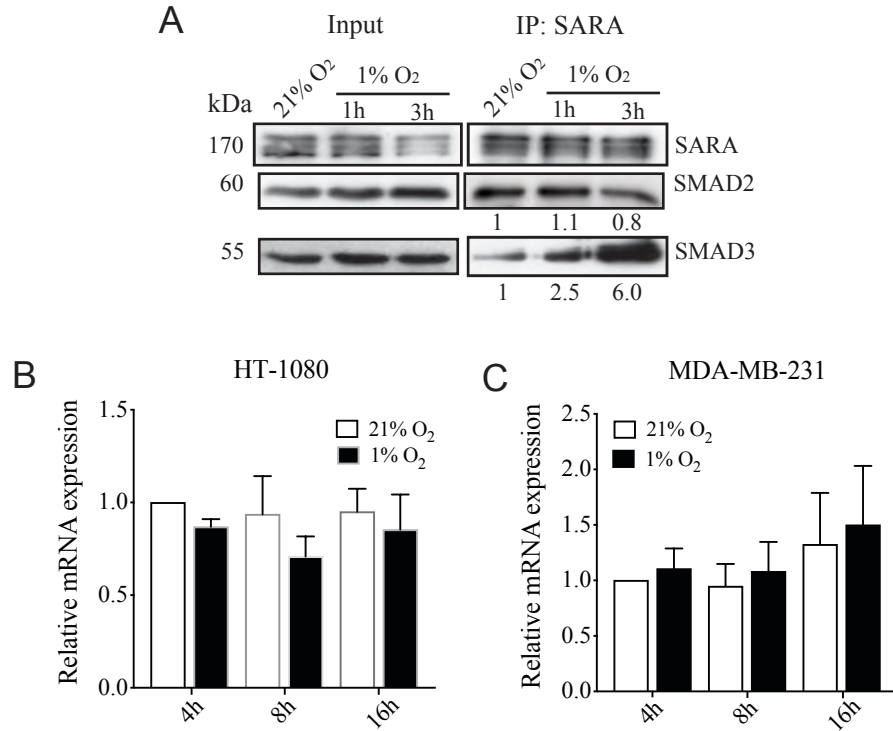 A
Input
IP: SARA
kDa
21% O2
1% O2
1h
3h
21% O2
1% O2
1h
3h
170
SARA
60
SMAD2
1 1.1 0.8
55
SMAD3
1 2.5 6.0
B
HT-1080
Relative mRNA expression
1.5
1.0
0.5
0.0
21% O2
1% O2
4h
8h
16h
C
MDA-MB-231
Relative mRNA expression
2.5
2.0
1.5
1.0
0.5
0.0
21% O2
1% O2
4h
8h
16h